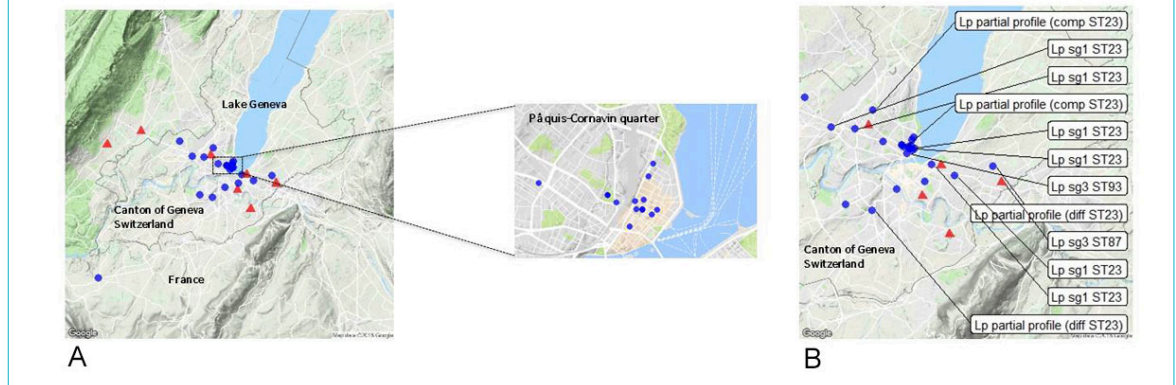 Lake Geneva
Canton of Geneva
Switzerland
France
Google
A
Pâquis-Cornavin quarter
Lp partial profile (comp ST23)
Lp sg1 ST23
Lp sg1 ST23
Lp partial profile (comp ST23)
Lp sg1 ST23
Lp sg1 ST23
Lp sg3 ST93
Lp partial profile (diff ST23)
Lp sg3 ST87
Lp sg1 ST23
Lp sg1 ST23
Lp partial profile (diff ST23)
Canton of Geneva
Switzerland
Google
B